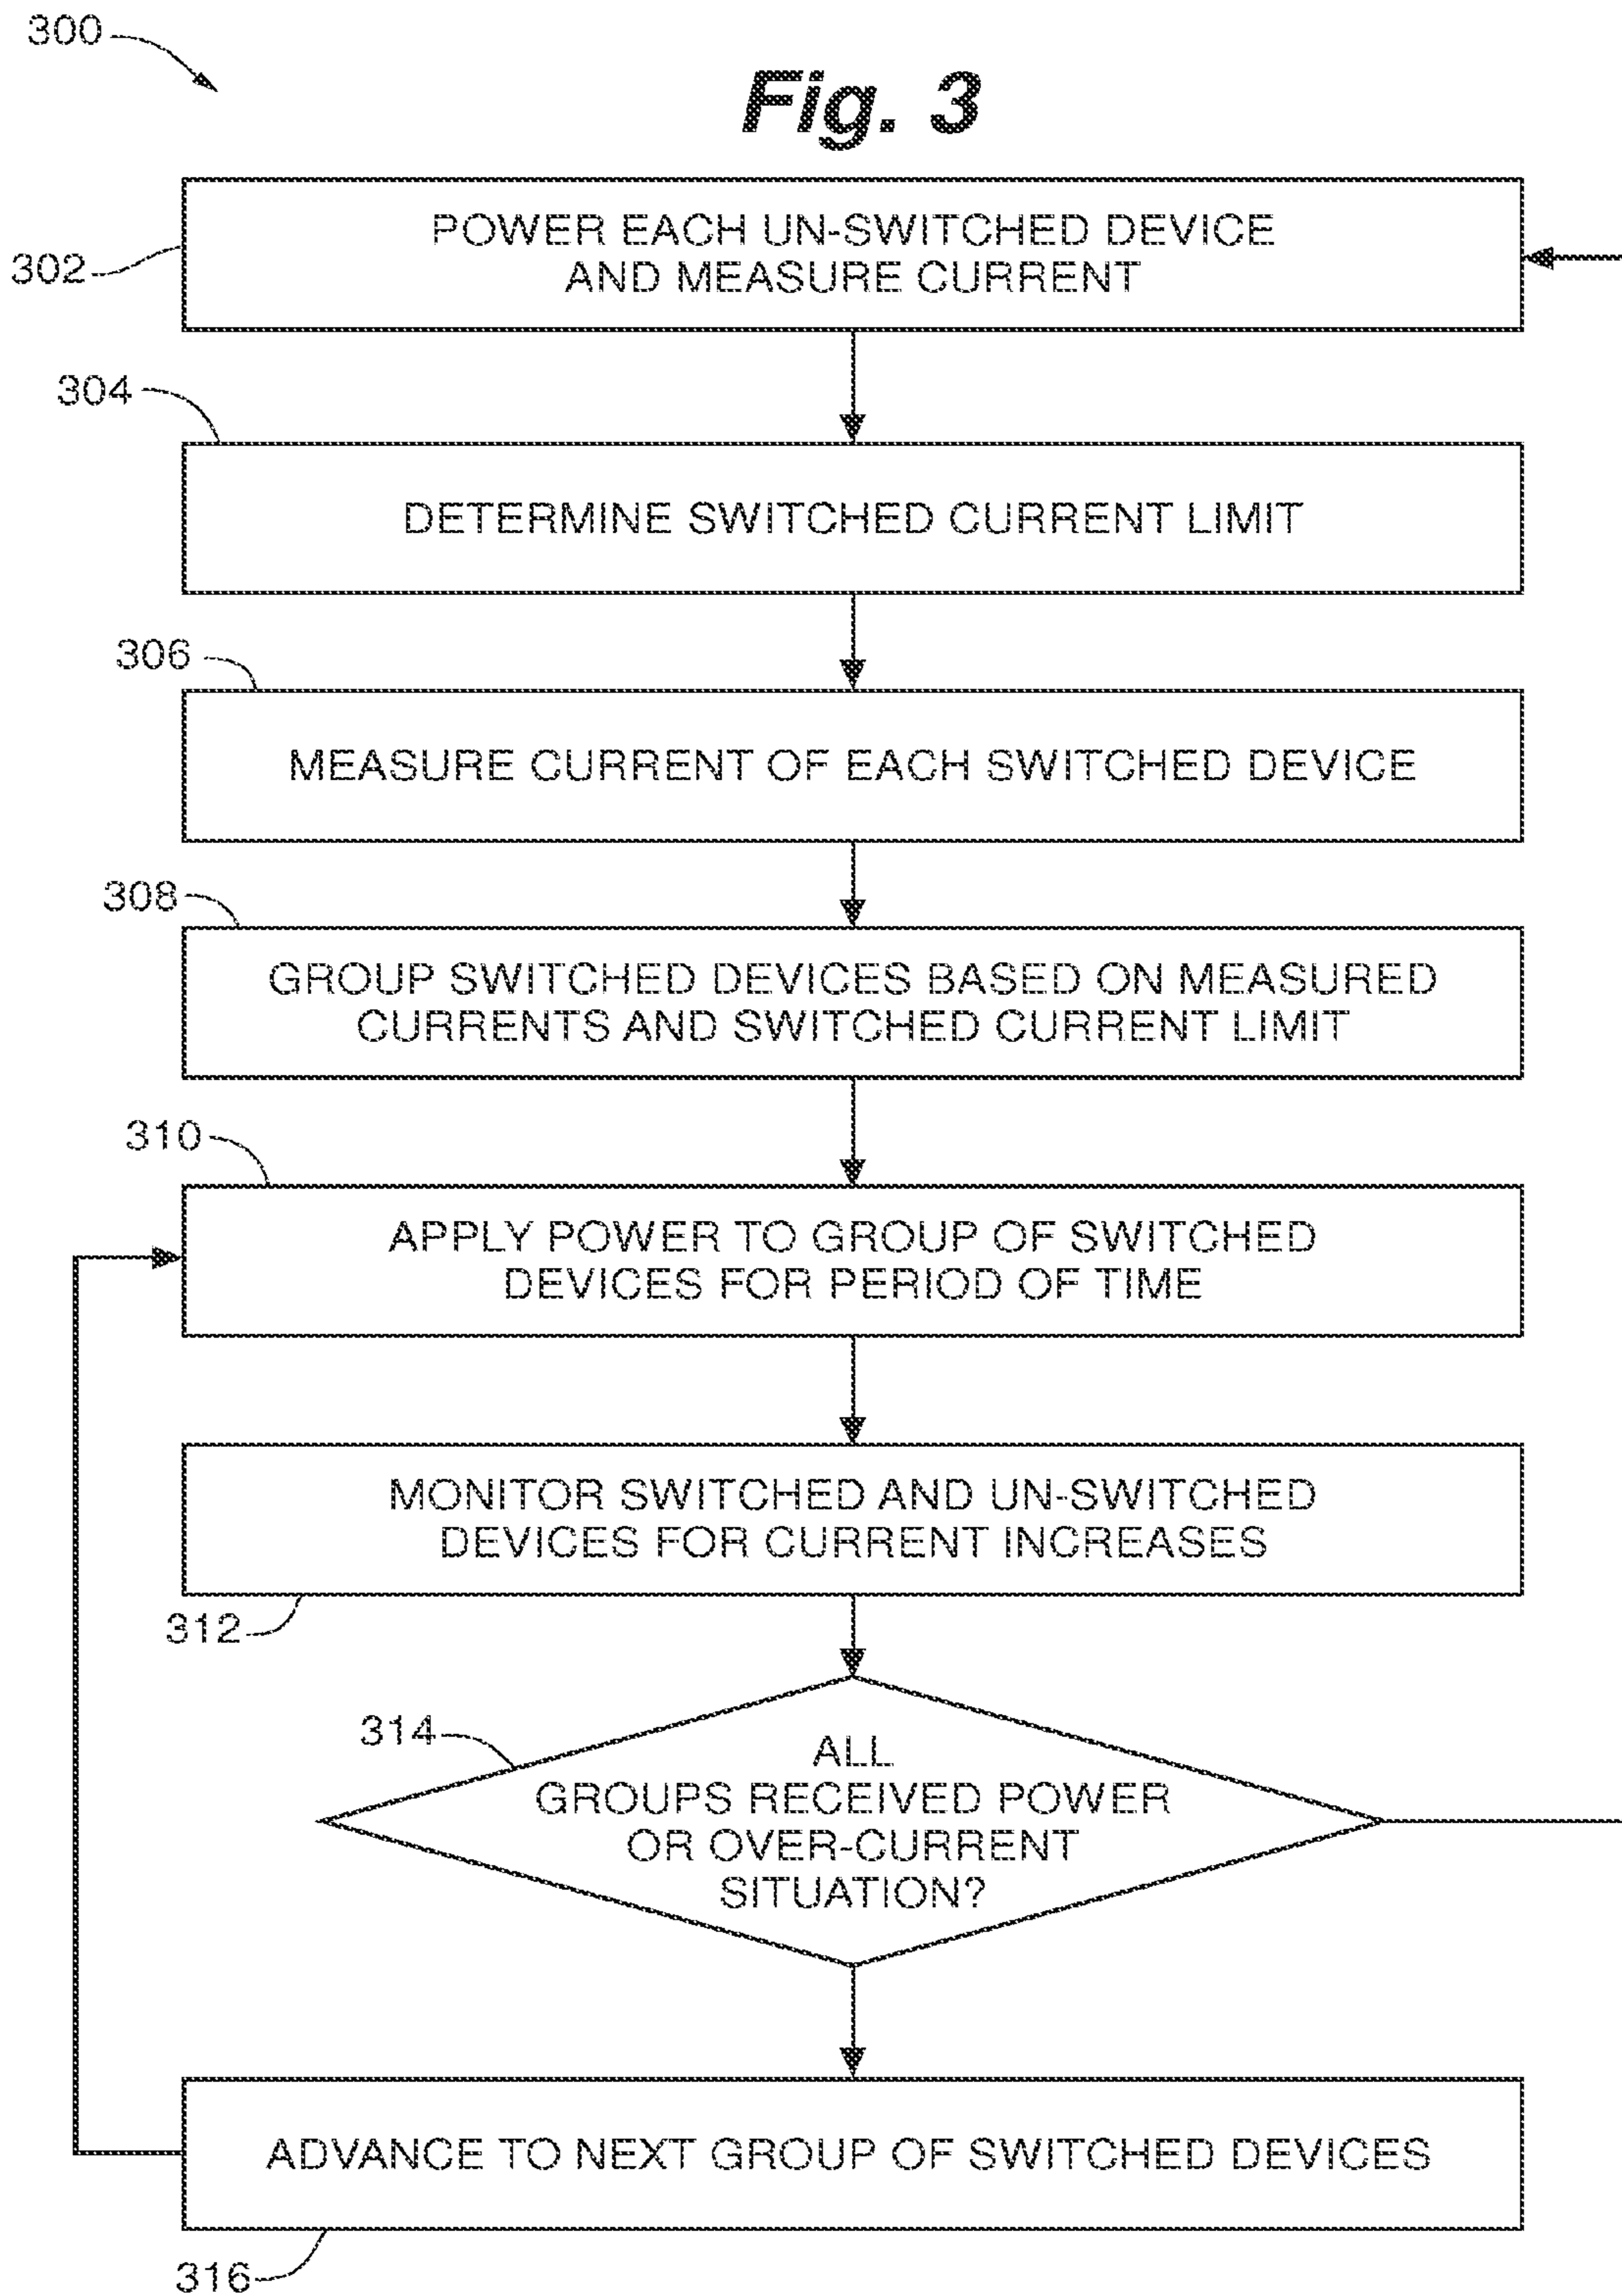 300
Fig. 3
302
POWER EACH UN-SWITCHED DEVICE
AND MEASURE CURRENT
304
DETERMINE SWITCHED CURRENT LIMIT
306
MEASURE CURRENT OF EACH SWITCHED DEVICE
308
GROUP SWITCHED DEVICES BASED ON MEASURED
CURRENTS AND SWITCHED CURRENT LIMIT
310
APPLY POWER TO GROUP OF SWITCHED
DEVICES FOR PERIOD OF TIME
MONITOR SWITCHED AND UN-SWITCHED
DEVICES FOR CURRENT INCREASES
312
314
ALL
GROUPS RECEIVED POWER
OR OVER-CURRENT
SITUATION?
ADVANCE TO NEXT GROUP OF SWITCHED DEVICES
316